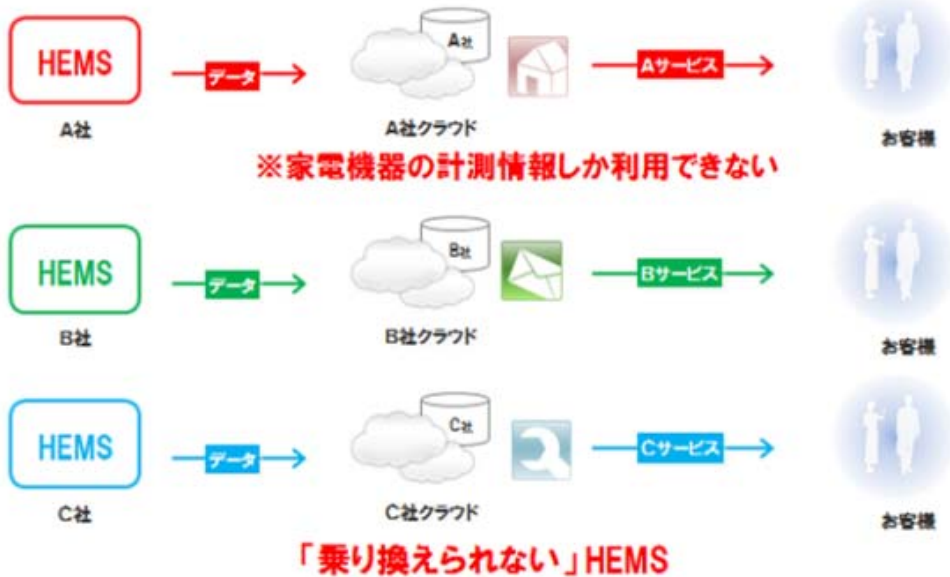 HEMS
データ
A社
Aサービス
A社
A社クラウド
お客様
※家電機器の計測情報しか利用できない
HEMS
データ
B社
Bサービス
B社
B社クラウド
お客様
HEMS
データ
C社
Cサービス
C社
C社クラウド
お客様
「乗り換えられない」HEMS